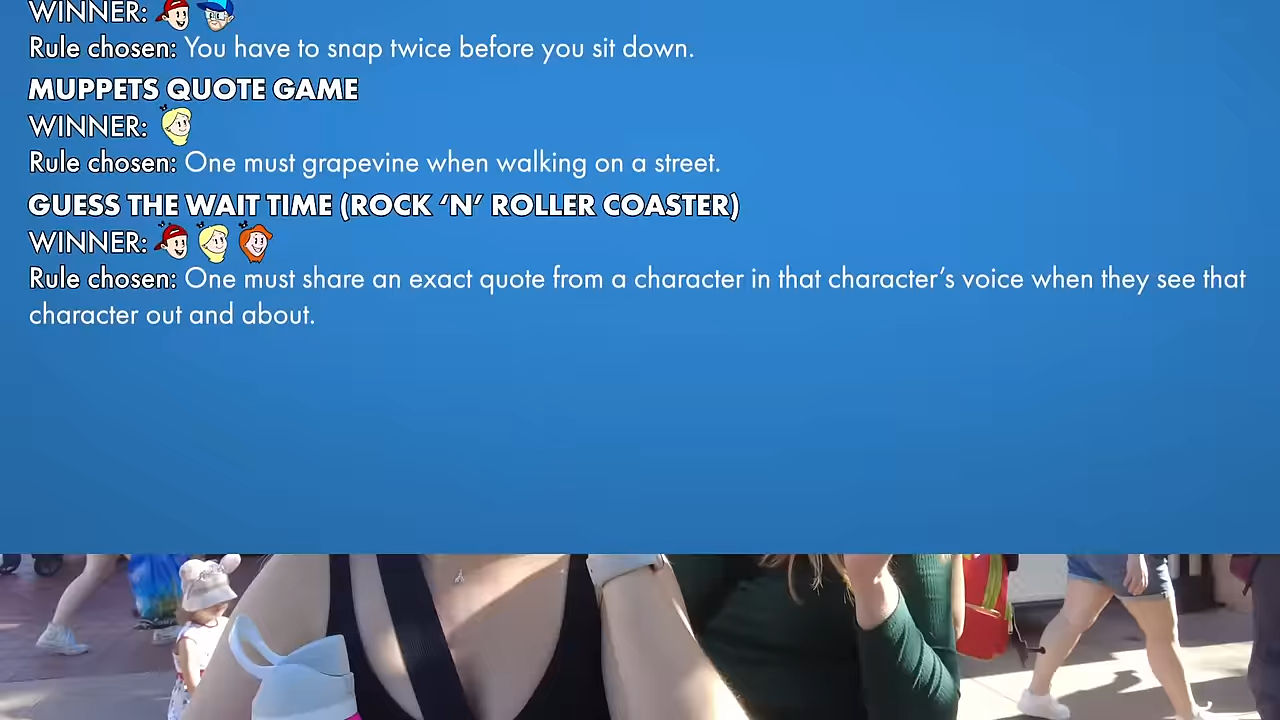 WINNER:
Rule chosen: You have to snap twice before you sit down.
MUPPETS QUOTE GAME
WINNER:
Rule chosen: One must grapevine when walking on a street.
GUESS THE WAIT TIME (ROCK ‘N’ ROLLER COASTER)
WINNER:
Rule chosen: One must share an exact quote from a character in that character’s voice when they see that
character out and about.